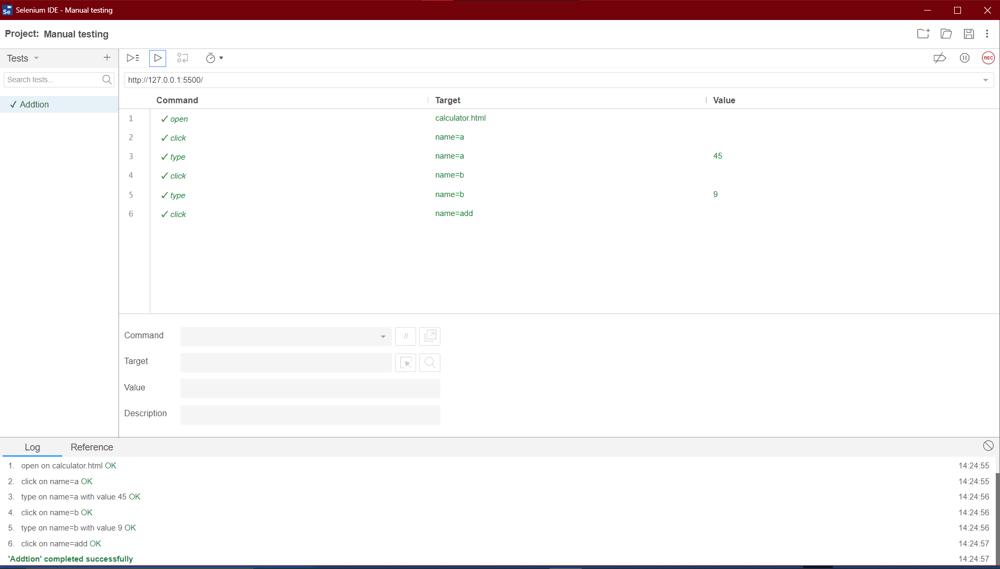 Se Selenium IDE - Manual testing
Project: Manual testing
Tests
Search tests...
✓ Addtion
http://127.0.0.1:5500/
REC
Command Target Value
1 ✓ open calculator.html
2 ✓ click name=a
3 ✓ type name=a 45
4 ✓ click name=b
5 ✓ type name=b 9
6 ✓ click name=add
Command //
Target
Value
Description
Log Reference
1. open on calculator.html OK 14:24:55
2. click on name=a OK 14:24:55
3. type on name=a with value 45 OK 14:24:56
4. click on name=b OK 14:24:56
5. type on name=b with value 9 OK 14:24:56
6. click on name=add OK 14:24:57
'Addtion' completed successfully 14:24:57